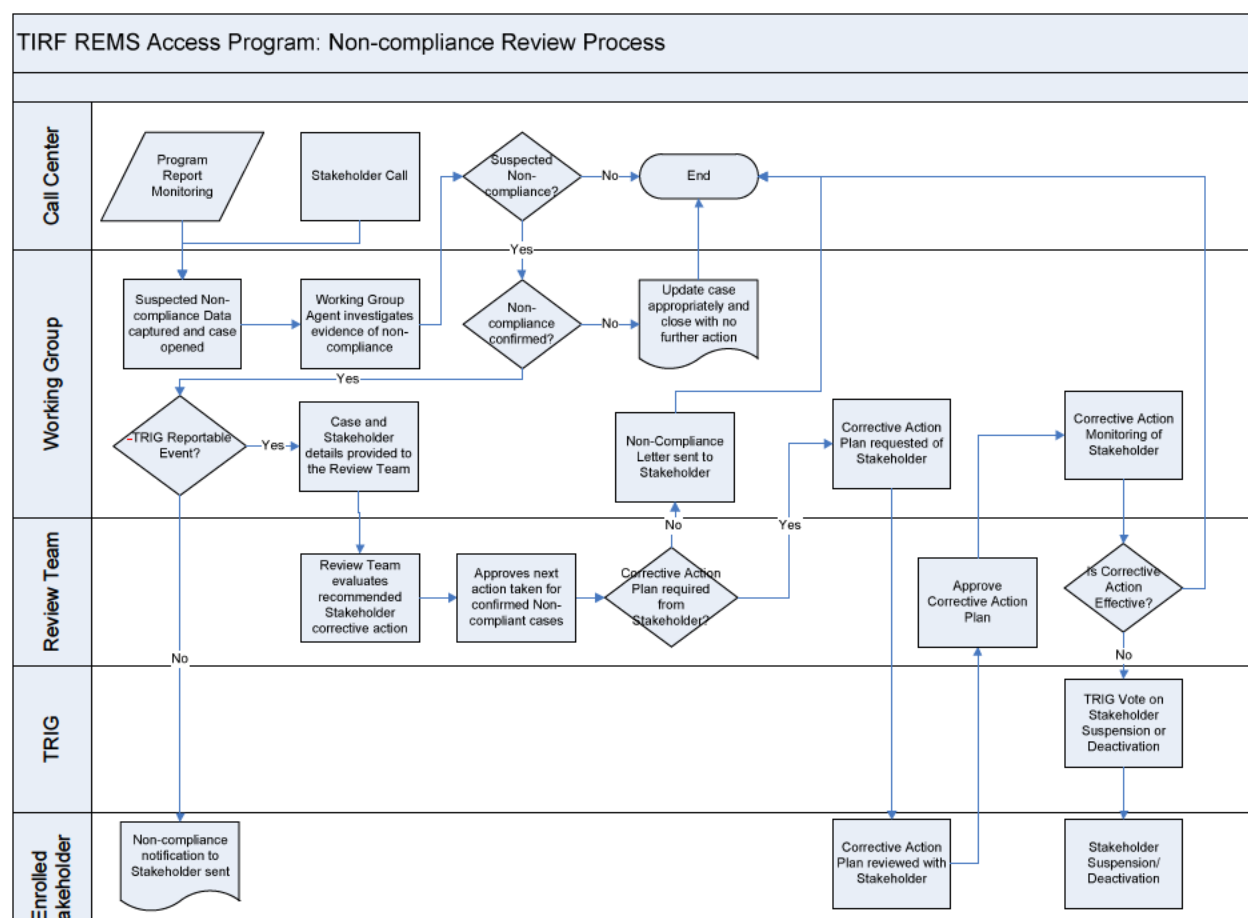 TIRF REMS Access Program: Non-compliance Review Process
Call Center
Program
Report
Monitoring
Stakeholder Call
Suspected
Non-
compliance?
No
End
Yes
Working Group
Suspected Non-
compliance Data
captured and case
opened
Working Group
Agent investigates
evidence of non-
compliance
Non-
compliance
confirmed?
No
Update case
appropriately and
close with no
further action
Yes
-TRIG Reportable
Event?
Yes
Case and
Stakeholder
details provided to
the Review Team
Non-Compliance
Letter sent to
Stakeholder
Corrective Action
Plan requested of
Stakeholder
Corrective Action
Monitoring of
Stakeholder
No
Yes
Review Team
Review Team
evaluates
recommended
Stakeholder
corrective action
Approves next
action taken for
confirmed Non-
compliant cases
Corrective Action
Plan required
from
Stakeholder?
Approve
Corrective Action
Plan
Is Corrective
Action
Effective?
No
No
TRIG
TRIG Vote on
Stakeholder
Suspension or
Deactivation
Enrolled
takeholder
Non-compliance
notification to
Stakeholder sent
Corrective Action
Plan reviewed with
Stakeholder
Stakeholder
Suspension/
Deactivation